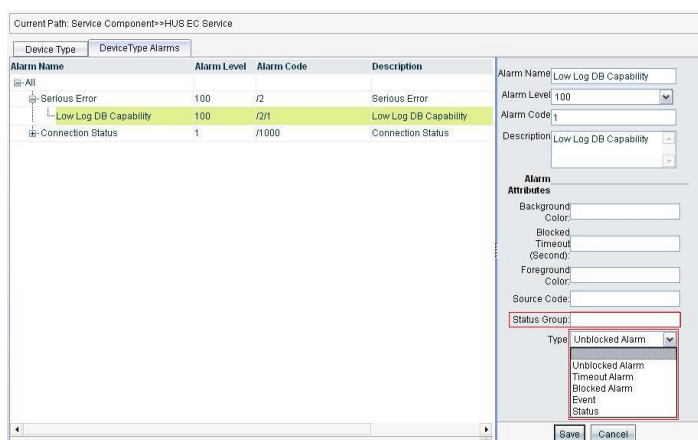 Current Path: Service Component>>HUS EC Service
Device Type
DeviceType Alarms
Alarm Name Alarm Level Alarm Code Description
All
Serious Error 100 /2 Serious Error
Low Log DB Capability 100 /2/1 Low Log DB Capability
Connection Status 1 /1000 Connection Status
Alarm Name Low Log DB Capability
Alarm Level 100
Alarm Code 1
Description Low Log DB Capability
Alarm
Attributes
Background
Color:
Blocked
Timeout
(Second):
Foreground
Color:
Source Code:
Status Group:
Type Unblocked Alarm
Unblocked Alarm
Timeout Alarm
Blocked Alarm
Event
Status
Save Cancel